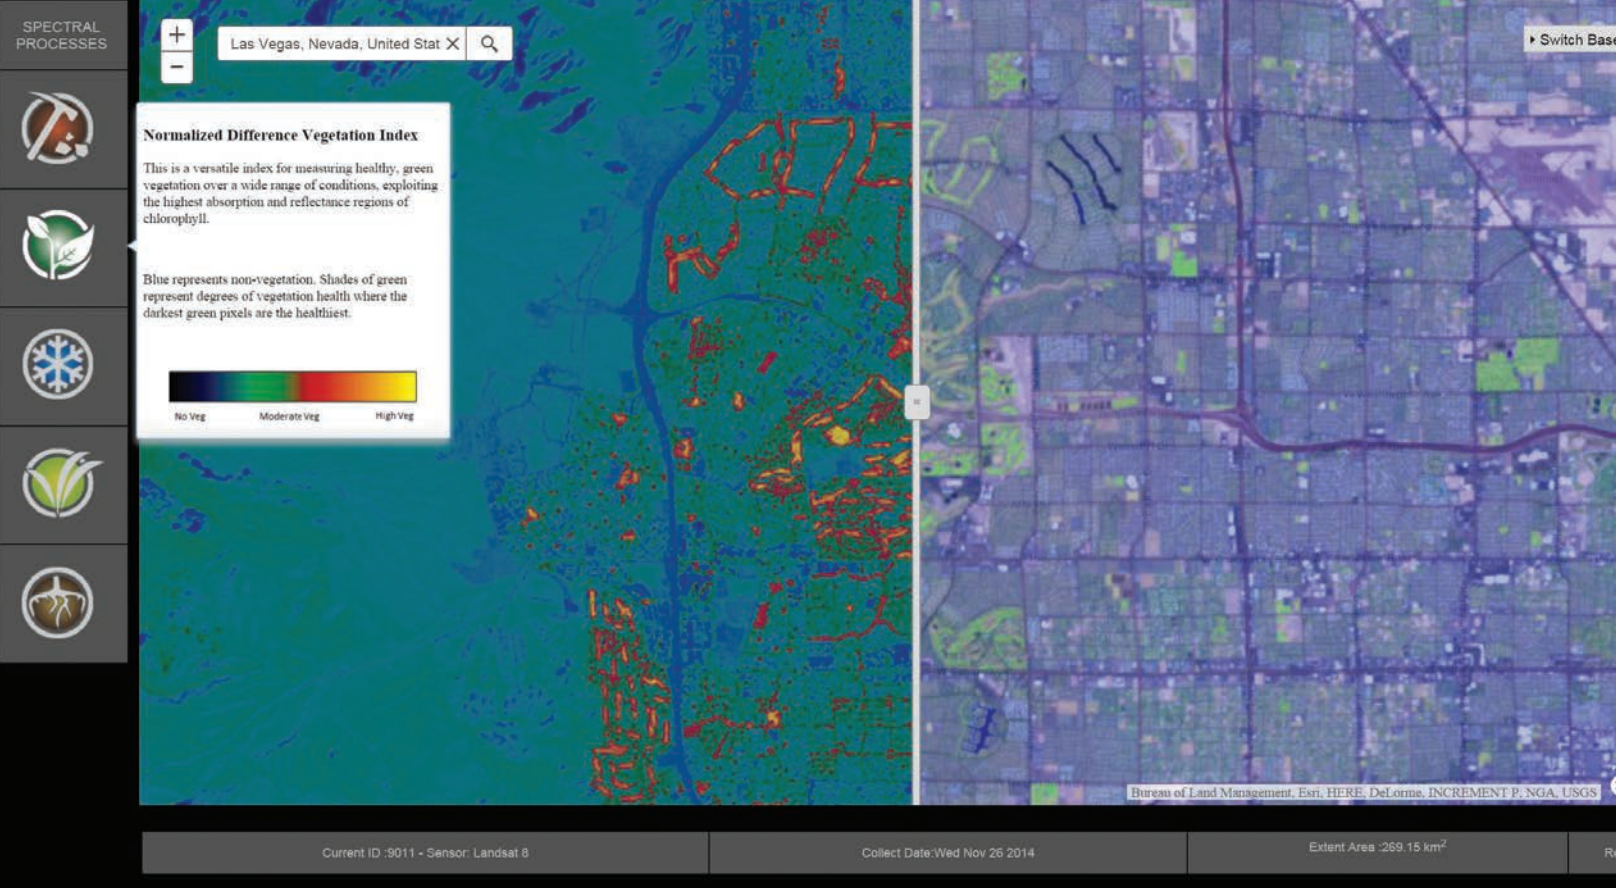 SPECTRAL
PROCESSES
+
−
Las Vegas, Nevada, United Stat
Switch Base
Normalized Difference Vegetation Index
This is a versatile index for measuring healthy, green
vegetation over a wide range of conditions, exploiting
the highest absorption and reflectance regions of
chlorophyll.
Blue represents non-vegetation. Shades of green
represent degrees of vegetation health where the
darkest green pixels are the healthiest.
No Veg Moderate Veg High Veg
Bureau of Land Management, Esri, HERE, DeLorme, INCREMENT P, NGA, USGS
Current ID :9011 - Sensor: Landsat 8 Collect Date:Wed Nov 26 2014 Extent Area :269.15 km2